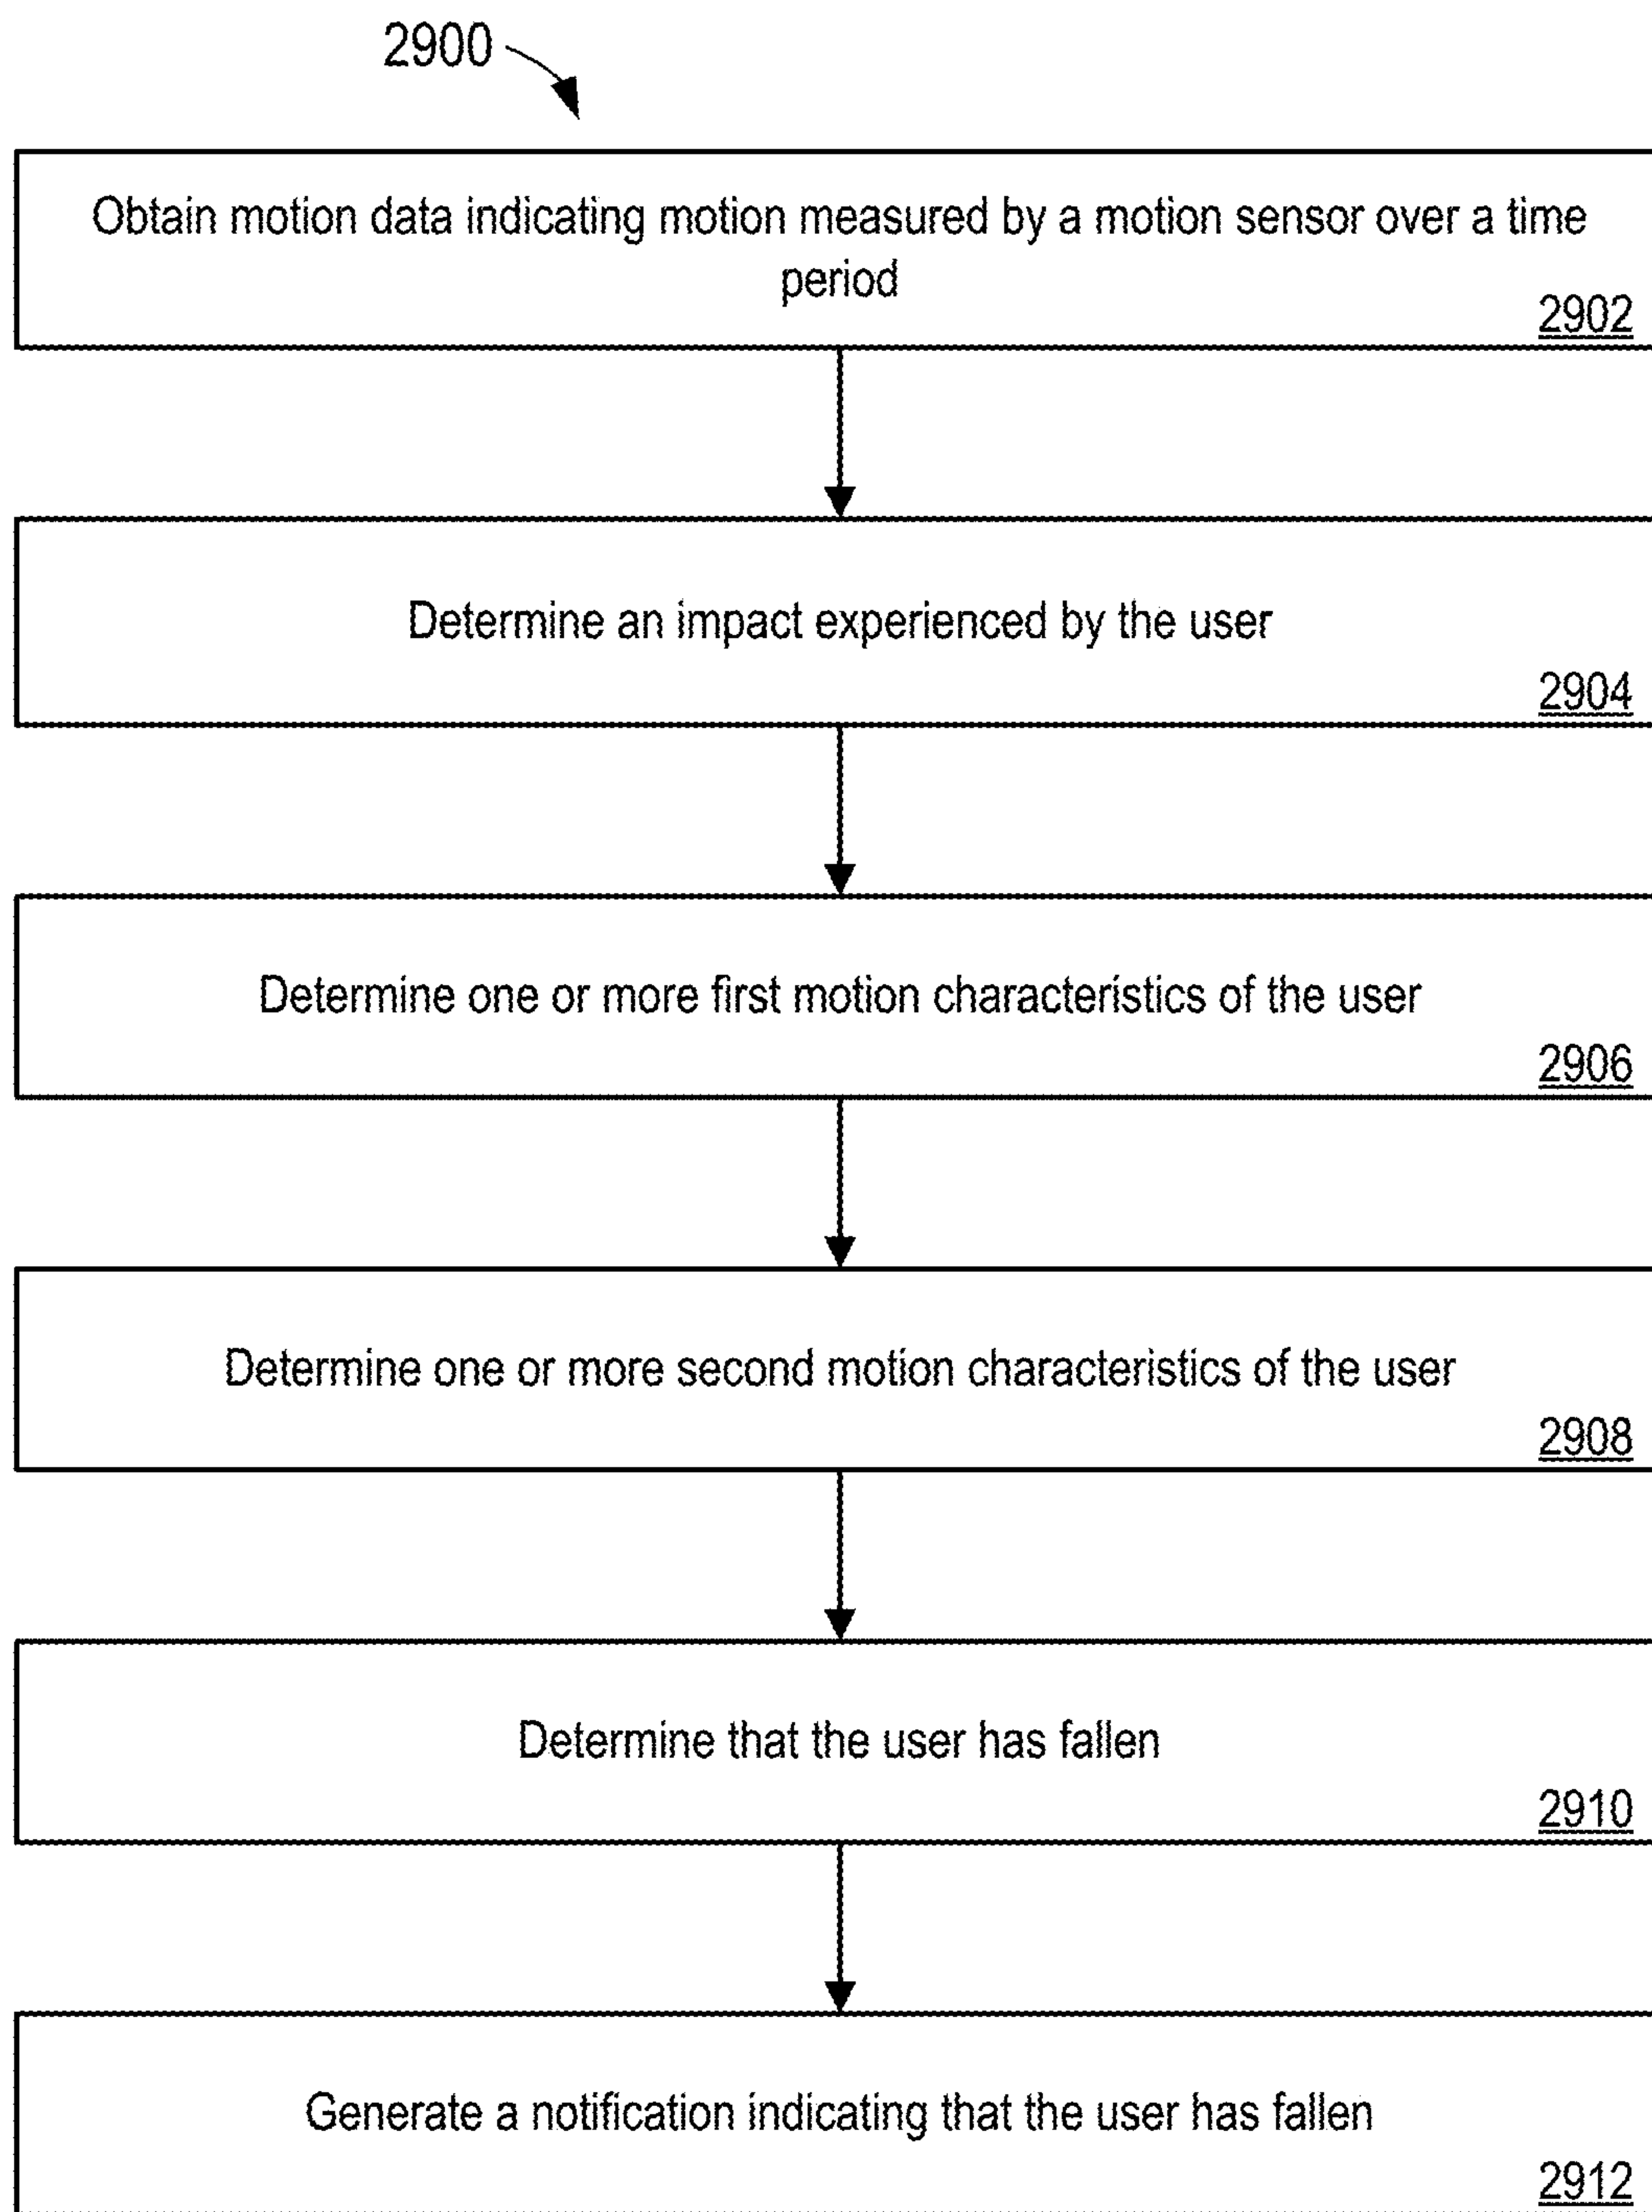 2900
Obtain motion data indicating motion measured by a motion sensor over a time
period
2902
Determine an impact experienced by the user
2904
Determine one or more first motion characteristics of the user
2906
Determine one or more second motion characteristics of the user
2908
Determine that the user has fallen
2910
Generate a notification indicating that the user has fallen
2912